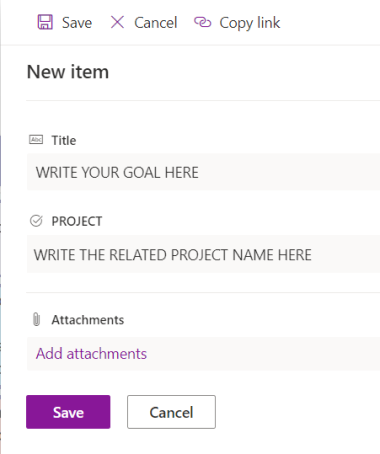 Save Cancel Copy link
New item
Abc Title
WRITE YOUR GOAL HERE
PROJECT
WRITE THE RELATED PROJECT NAME HERE
Attachments
Add attachments
Save Cancel